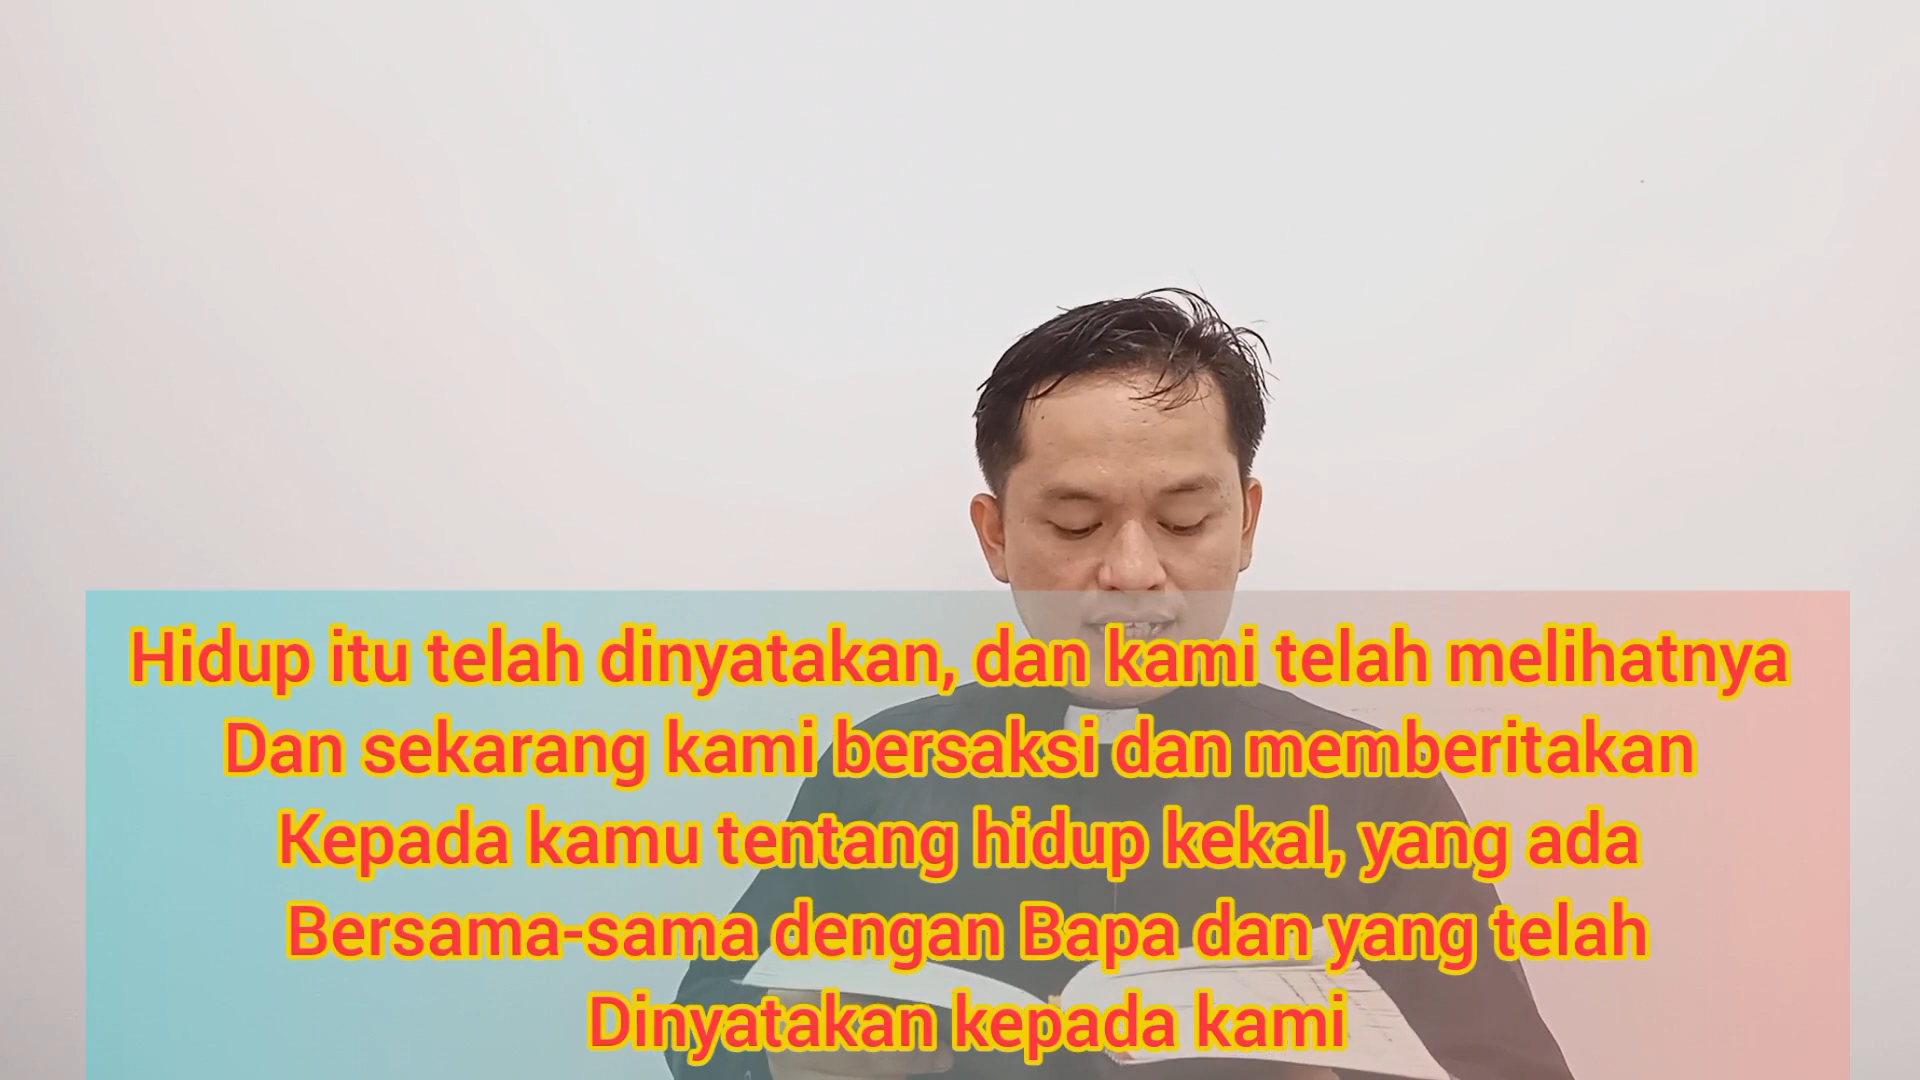 Hidup itu telah dinyatakan, dan kami telah melihatnya
Dan sekarang kami bersaksi dan memberitakan
Kepada kamu tentang hidup kekal, yang ada
Bersama-sama dengan Bapa dan yang telah
Dinyatakan kepada kami